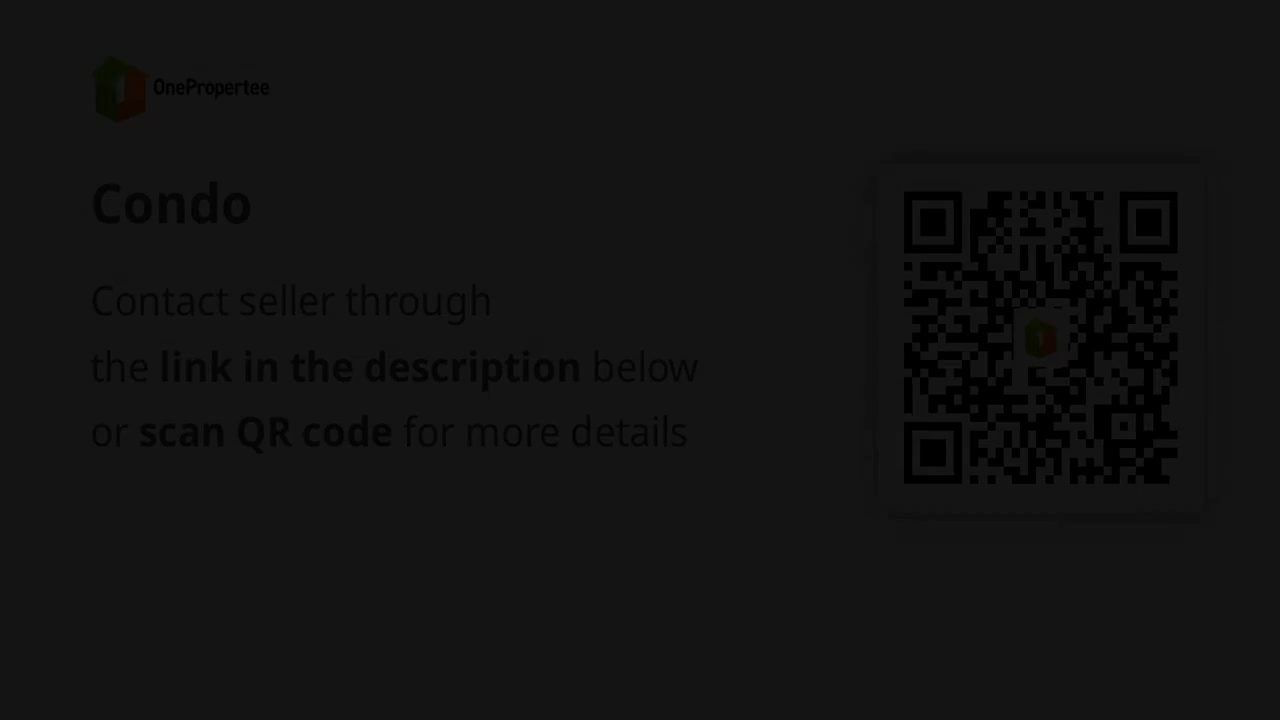 OnePropertee
Condo
Contact seller through
the link in the description below
or scan QR code for more details